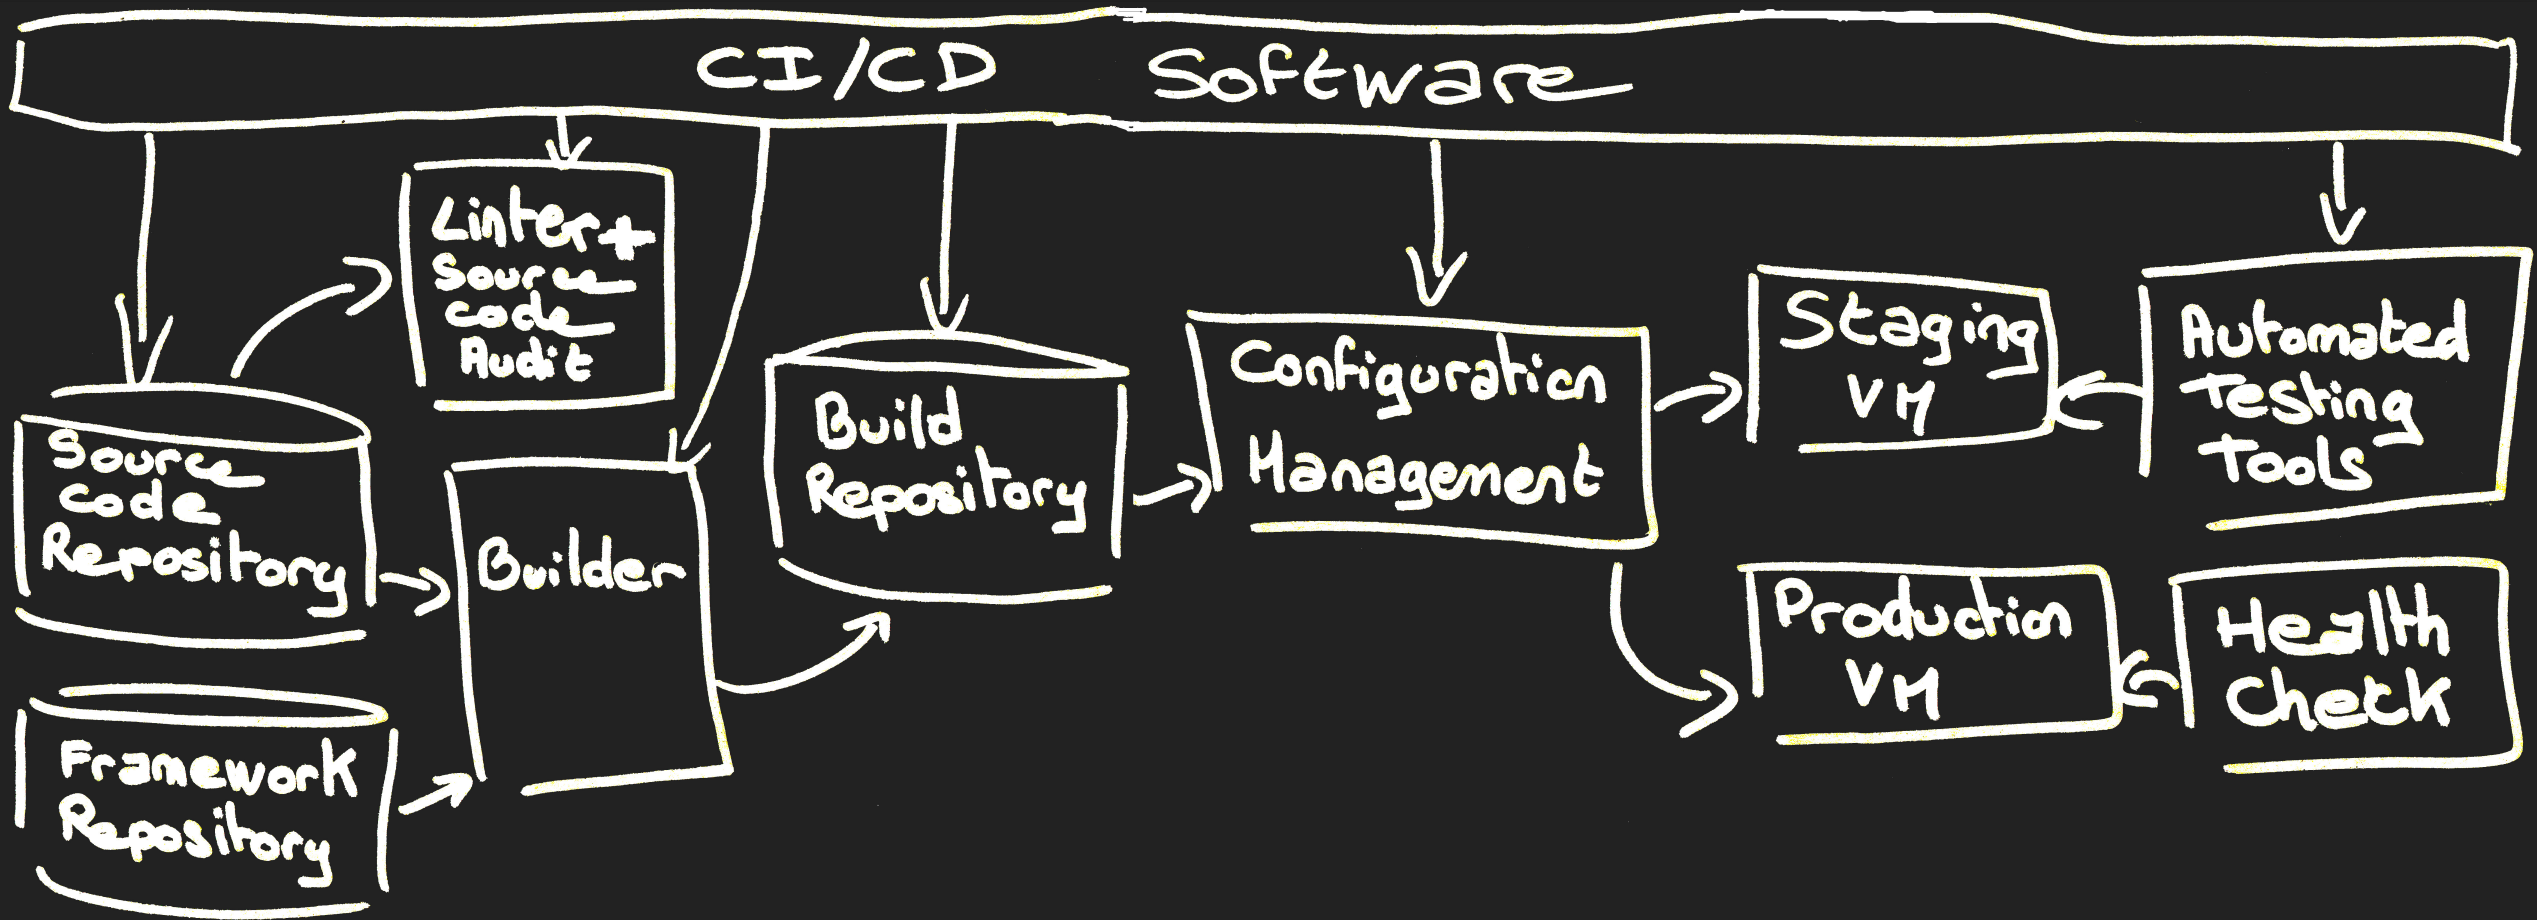 CI/CD Software
Linter +
Source
code
Audit
Source
code
Repository
Builder
Build
Repository
Configuration
Management
Staging
VM
Automated
Testing
Tools
Production
VM
Health
Check
Framework
Repository